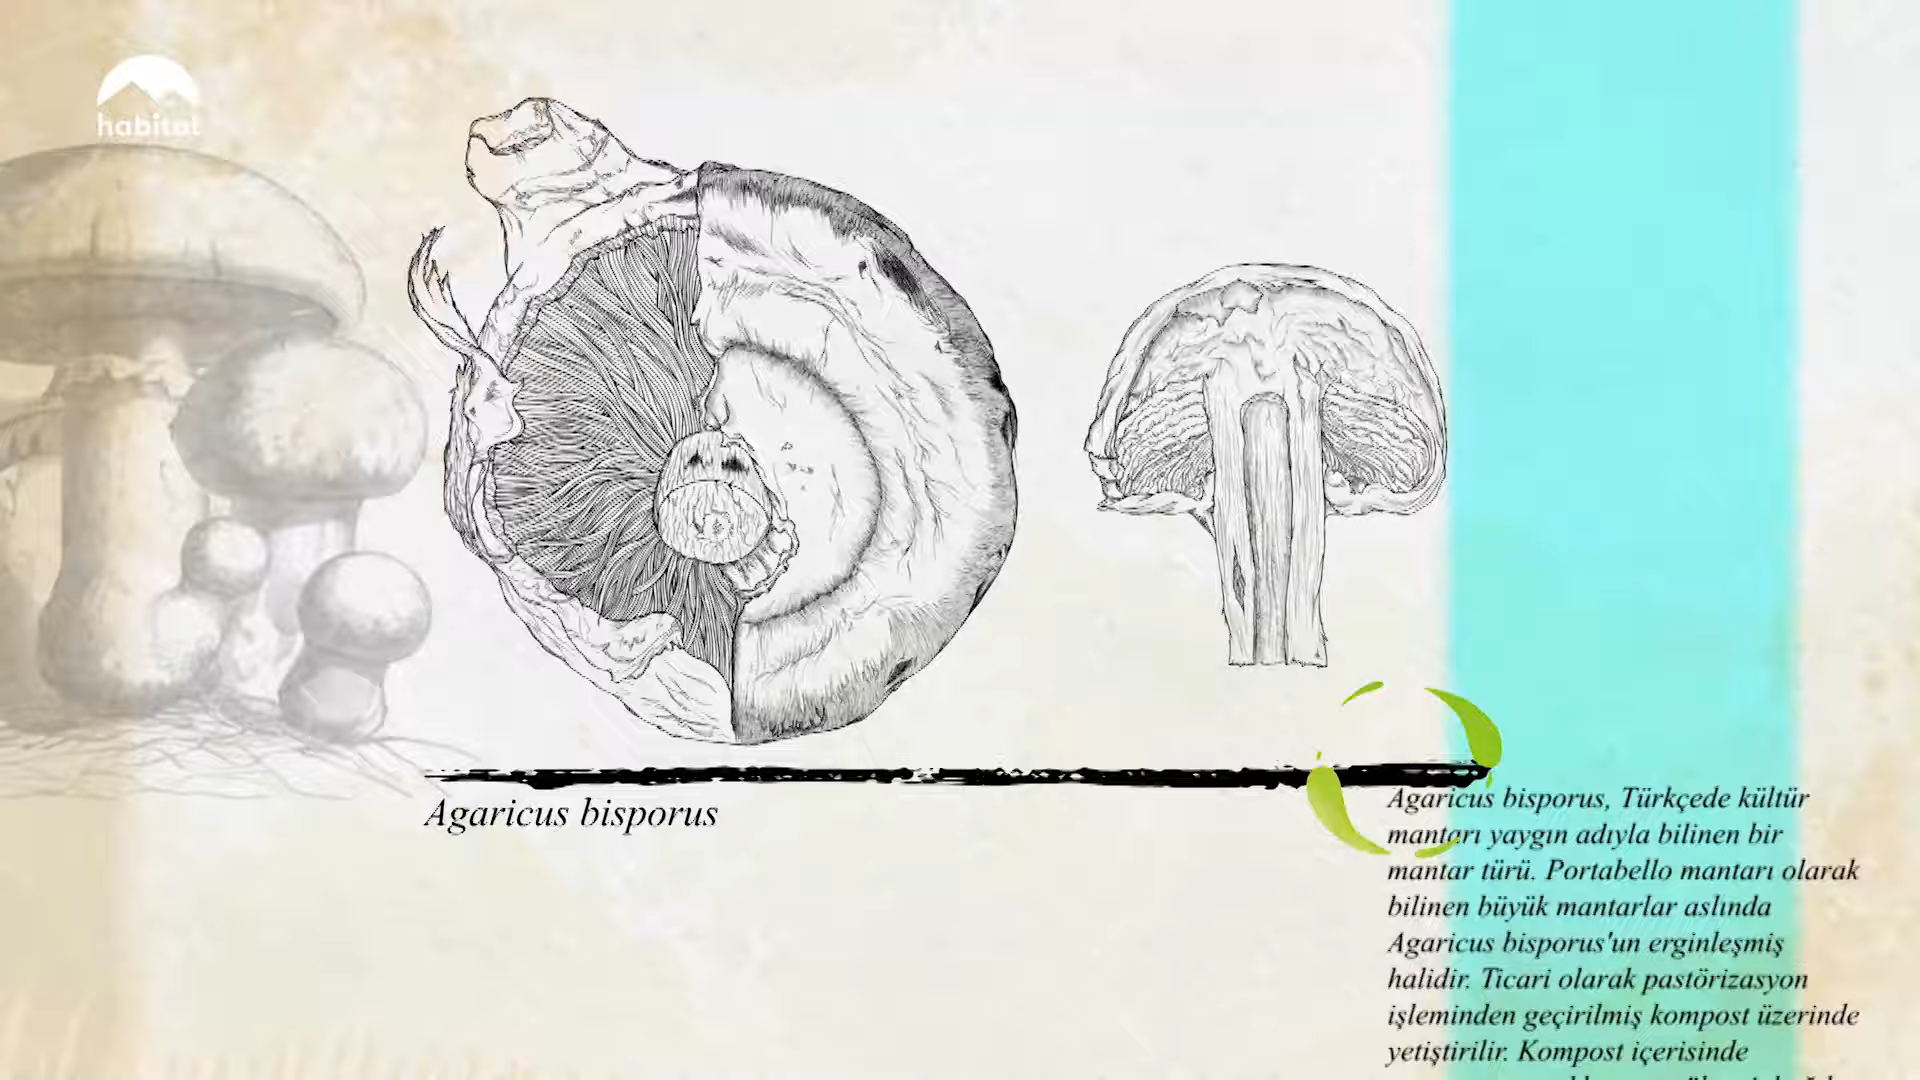 habitat
Agaricus bisporus
Agaricus bisporus, Türkçede kültür
mantarı yaygın adıyla bilinen bir
mantar türü. Portabello mantarı olarak
bilinen büyük mantarlar aslında
Agaricus bisporus'un erginleşmiş
halidir. Ticari olarak pastörizasyon
işleminden geçirilmiş kompost üzerinde
yetiştirilir. Kompost içerisinde